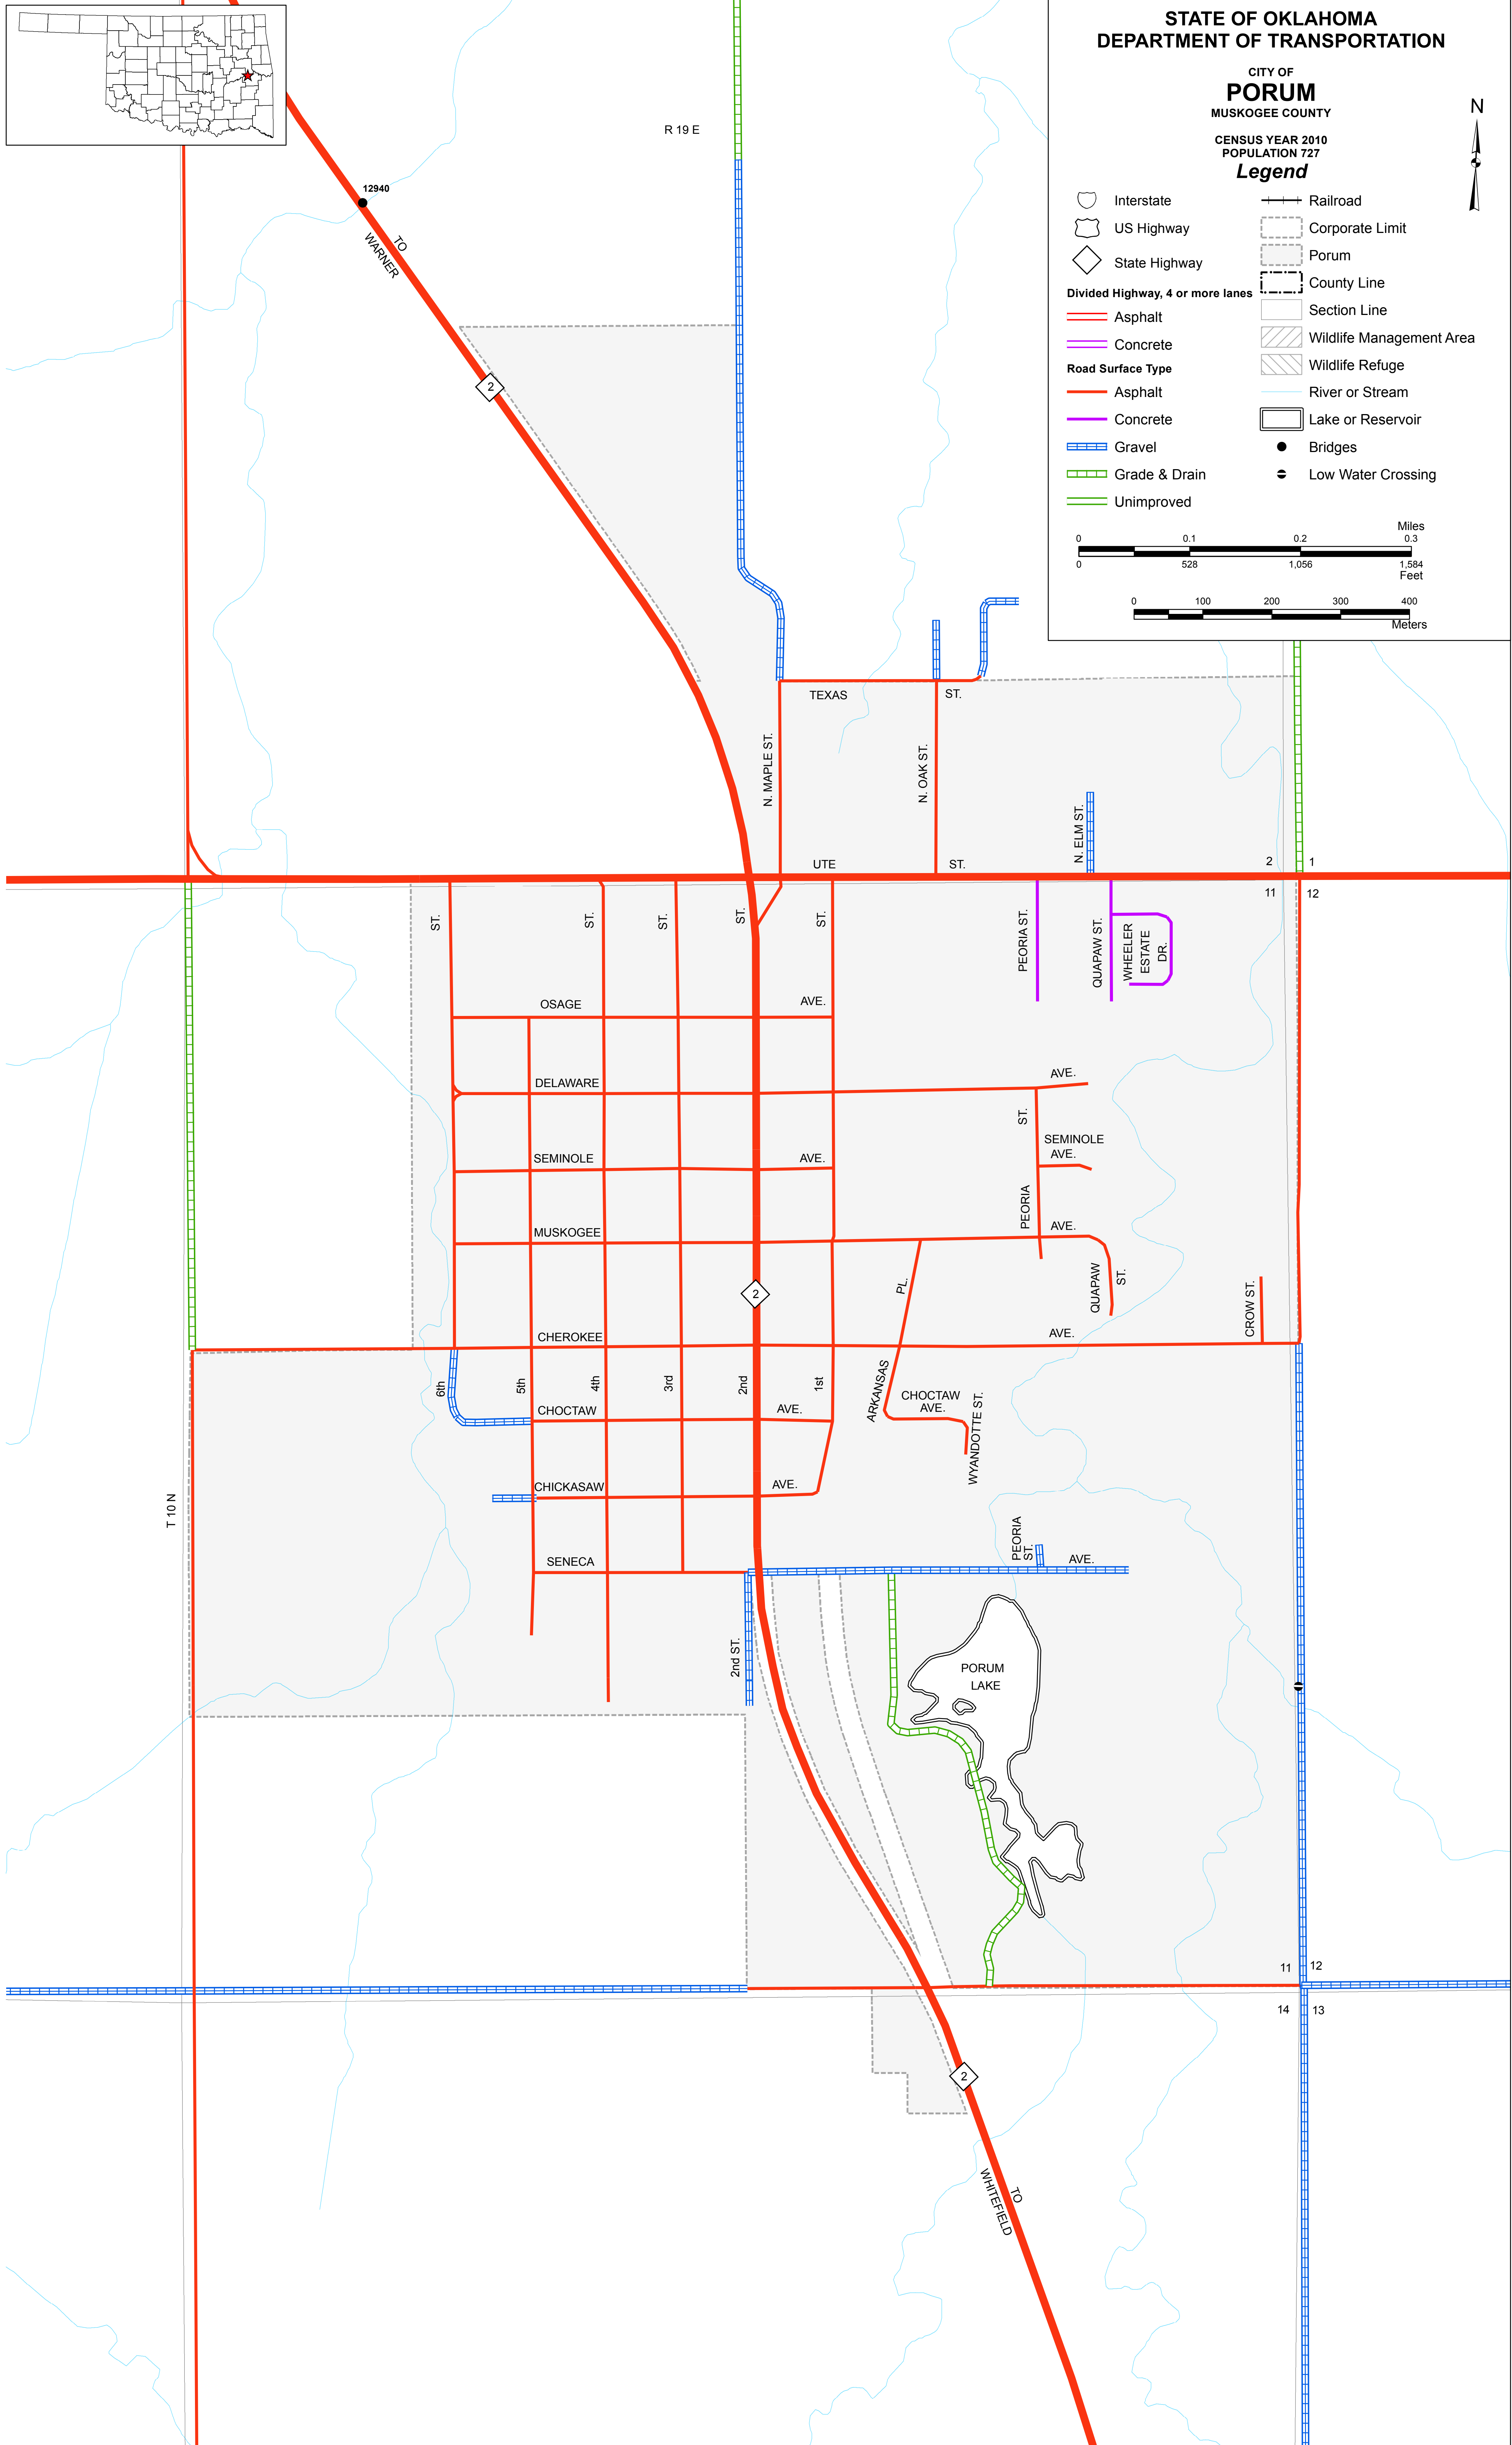 STATE OF OKLAHOMA
DEPARTMENT OF TRANSPORTATION
CITY OF
PORUM
MUSKOGEE COUNTY
CENSUS YEAR 2010
POPULATION 727
Legend
N
Interstate
US Highway
State Highway
Divided Highway, 4 or more lanes
Asphalt
Concrete
Road Surface Type
Asphalt
Concrete
Gravel
Grade & Drain
Unimproved
Railroad
Corporate Limit
Porum
County Line
Section Line
Wildlife Management Area
Wildlife Refuge
River or Stream
Lake or Reservoir
Bridges
Low Water Crossing
Miles
0 0.1 0.2 0.3
0 528 1,056 1,584
Feet
0 100 200 300 400
Meters
R 19 E
12940
TO
WARNER
2
TEXAS ST.
N. MAPLE ST.
N. OAK ST.
N. ELM ST.
UTE ST.
2 1
11 12
ST.
ST.
ST.
ST.
ST.
PEORIA ST.
QUAPAW ST.
WHEELER
ESTATE
DR.
OSAGE AVE.
DELAWARE AVE.
ST.
SEMINOLE
AVE.
SEMINOLE AVE.
PEORIA
MUSKOGEE AVE.
QUAPAW
ST.
PL.
2
CROW ST.
CHEROKEE AVE.
6th
5th
4th
3rd
2nd
1st
ARKANSAS
CHOCTAW
AVE.
WYANDOTTE ST.
CHOCTAW AVE.
CHICKASAW AVE.
T 10 N
PEORIA
ST.
SENECA AVE.
2nd ST.
PORUM
LAKE
11 12
14 13
2
TO
WHITEFIELD